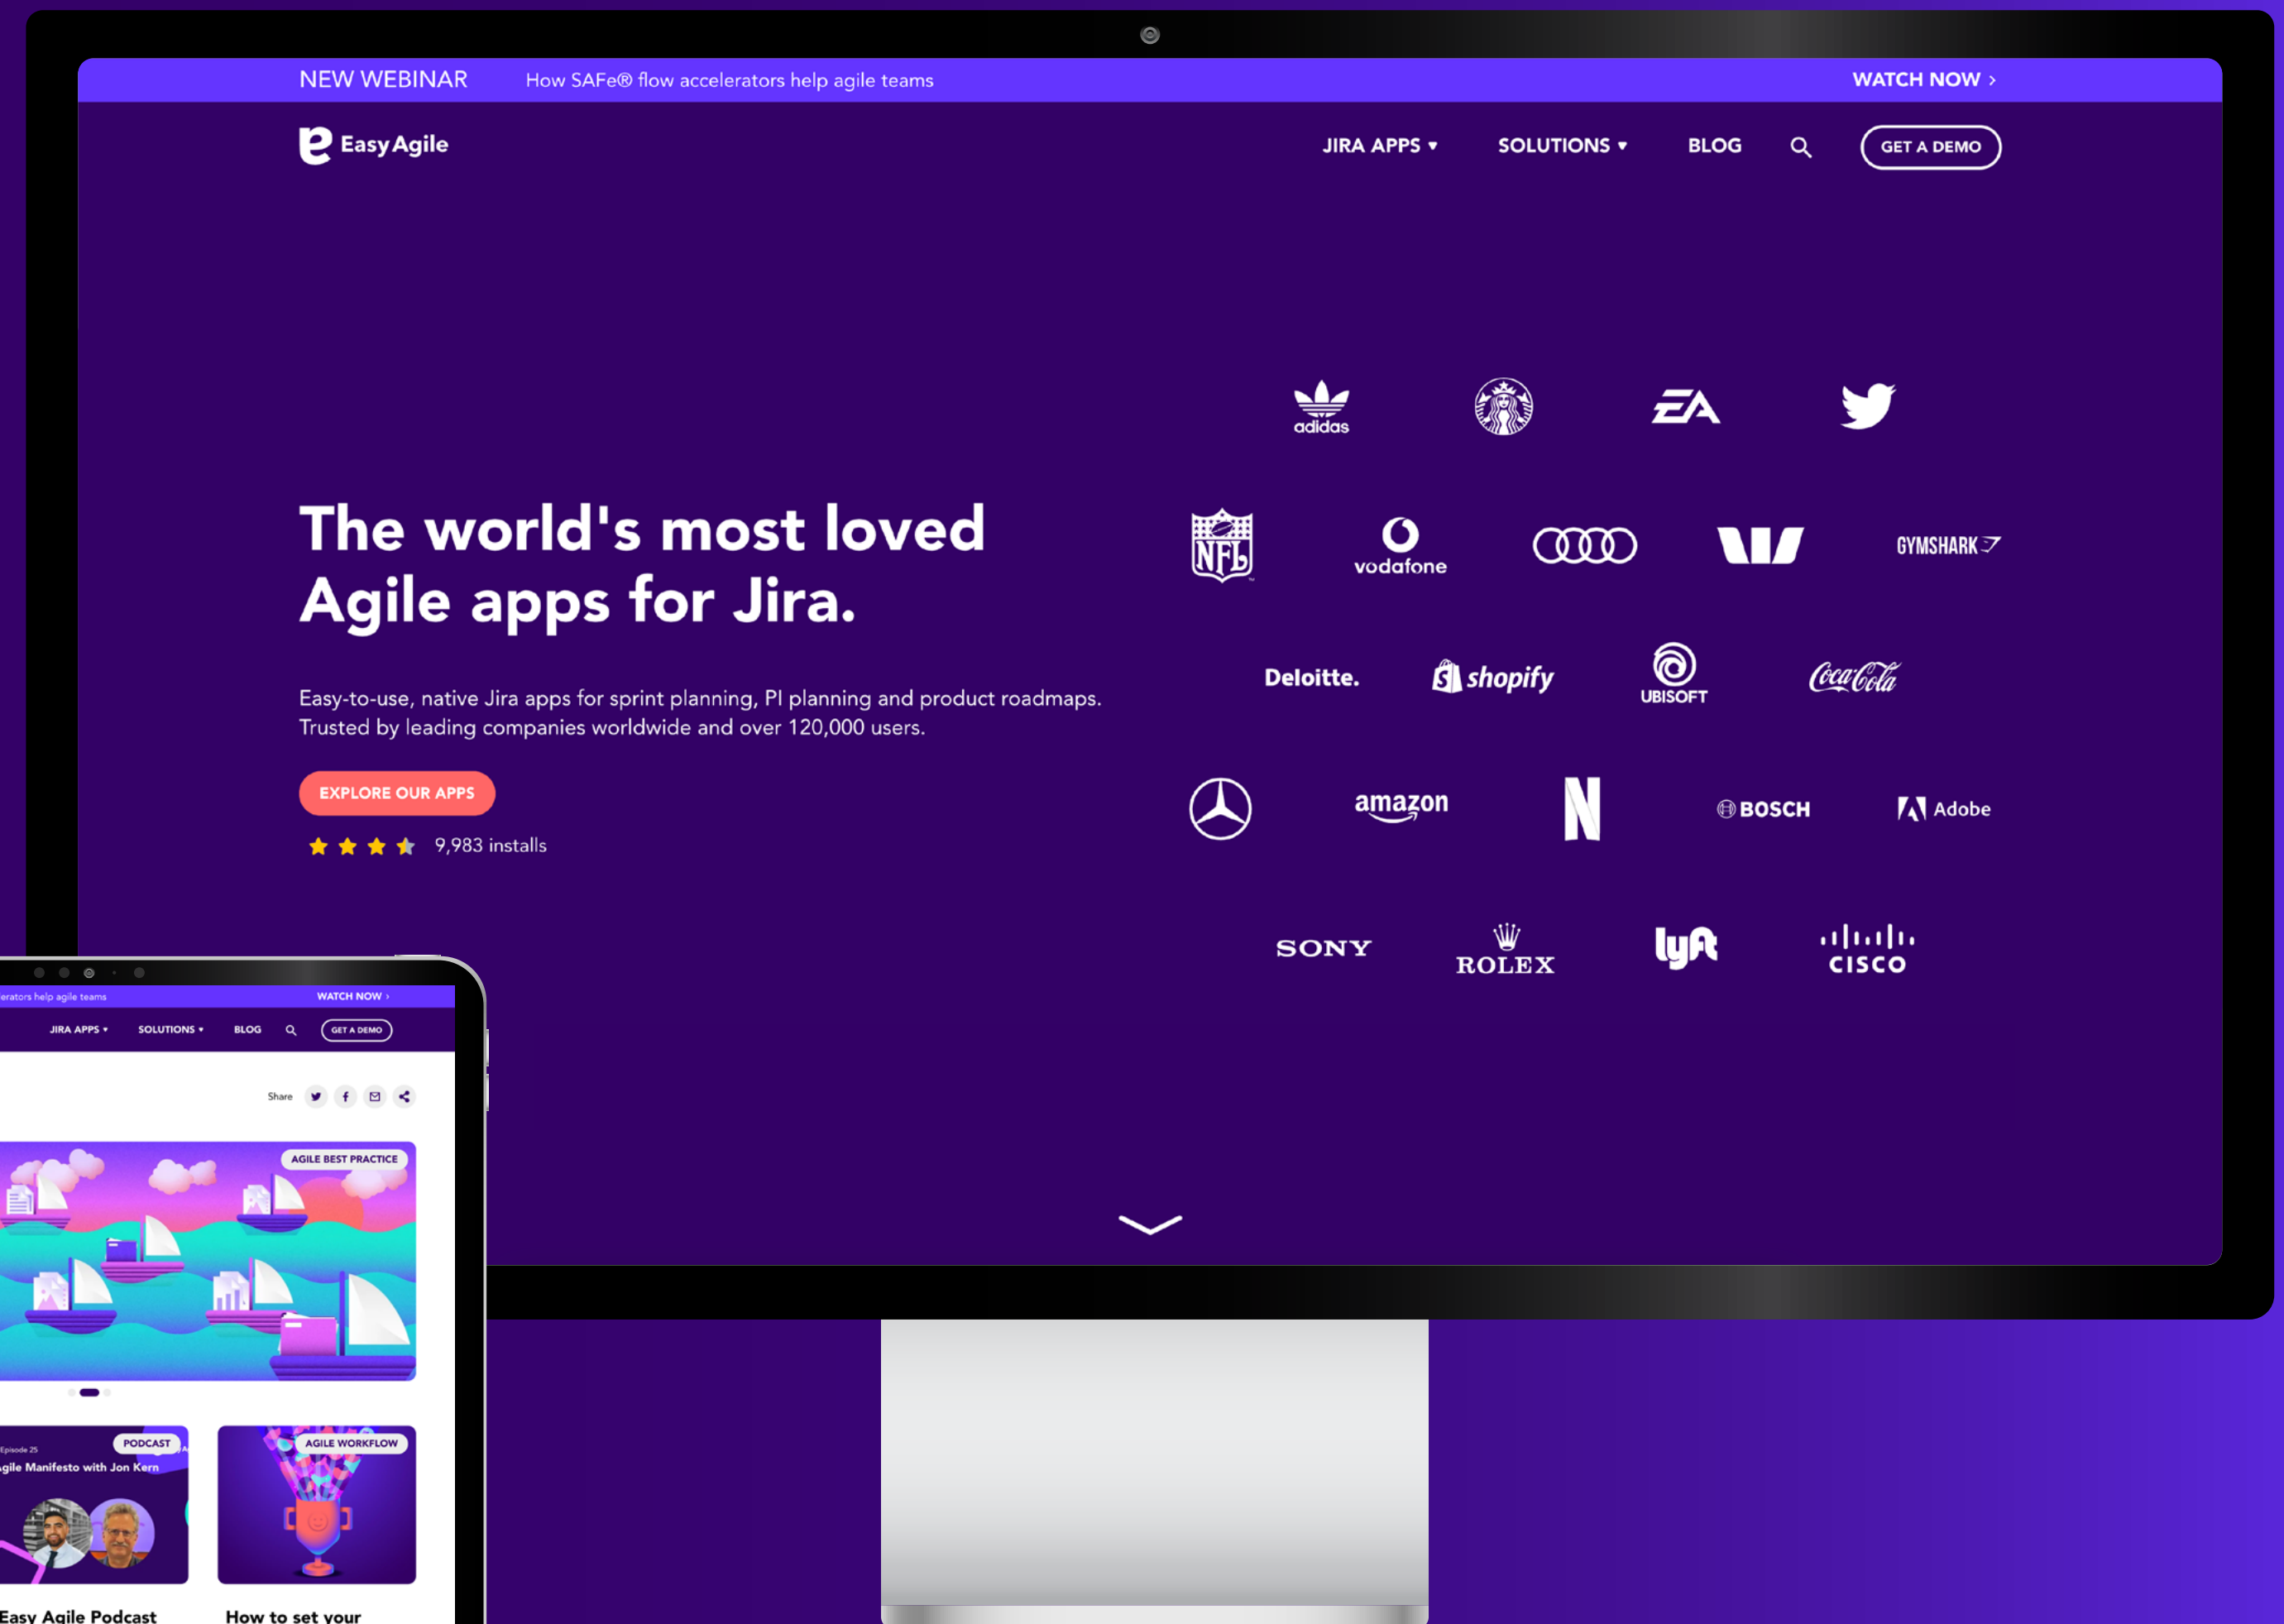 NEW WEBINAR How SAFe® flow accelerators help agile teams WATCH NOW >
Easy Agile JIRA APPS SOLUTIONS BLOG GET A DEMO
The world's most loved
Agile apps for Jira.
Easy-to-use, native Jira apps for sprint planning, PI planning and product roadmaps.
Trusted by leading companies worldwide and over 120,000 users.
EXPLORE OUR APPS
9,983 installs
adidas EA
NFL vodafone GYMSHARK
Deloitte. shopify UBISOFT Coca-Cola
amazon N BOSCH Adobe
SONY ROLEX lyft CISCO
erators help agile teams WATCH NOW >
JIRA APPS SOLUTIONS BLOG GET A DEMO
Share
AGILE BEST PRACTICE
Episode 25 PODCAST
gile Manifesto with Jon Kern
AGILE WORKFLOW
Easy Agile Podcast
How to set your